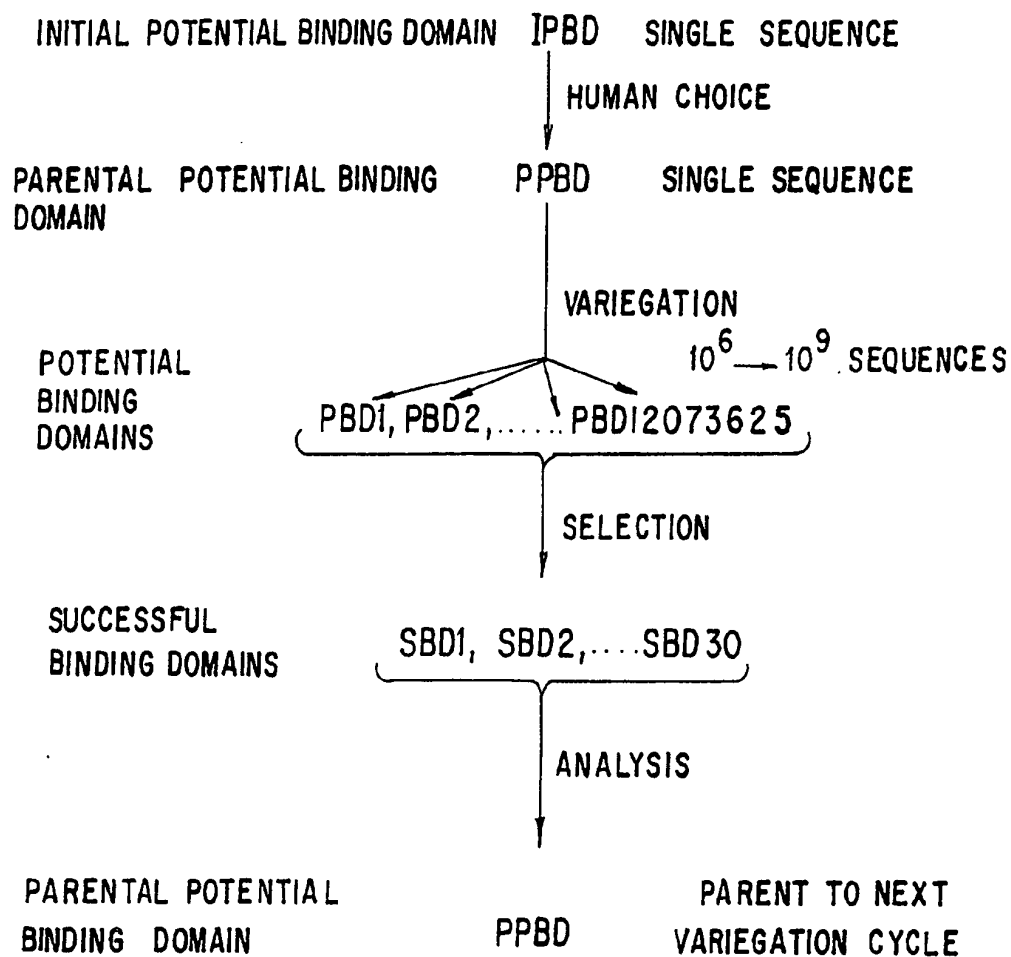 INITIAL POTENTIAL BINDING DOMAIN IPBD SINGLE SEQUENCE
HUMAN CHOICE
PARENTAL POTENTIAL BINDING DOMAIN PPBD SINGLE SEQUENCE
VARIEGATION
POTENTIAL BINDING DOMAINS
10^6 → 10^9 SEQUENCES
PBD1, PBD2, ...... PBD12073625
SELECTION
SUCCESSFUL BINDING DOMAINS
SBD1, SBD2, .... SBD30
ANALYSIS
PARENTAL POTENTIAL BINDING DOMAIN
PPBD
PARENT TO NEXT VARIEGATION CYCLE